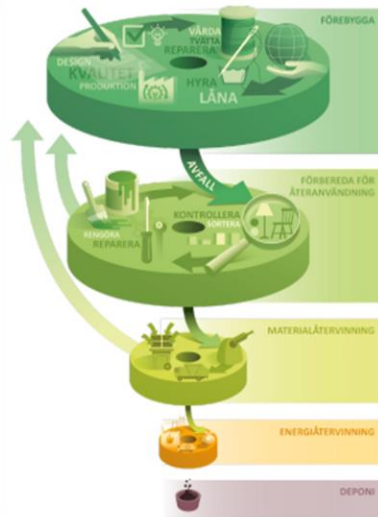 FÖREBYGGA
VÅRDA
TVÄTTA
REPARERA
DESIGN
KVALITET
PRODUKTION
HYRA
LÅNA
AVFALL
FÖRBEREDA FÖR
ÅTERANVÄNDNING
KONTROLLERA
SORTERA
RENGÖRA
REPARERA
MATERIALÅTERVINNING
ENERGIÅTERVINNING
DEPONI